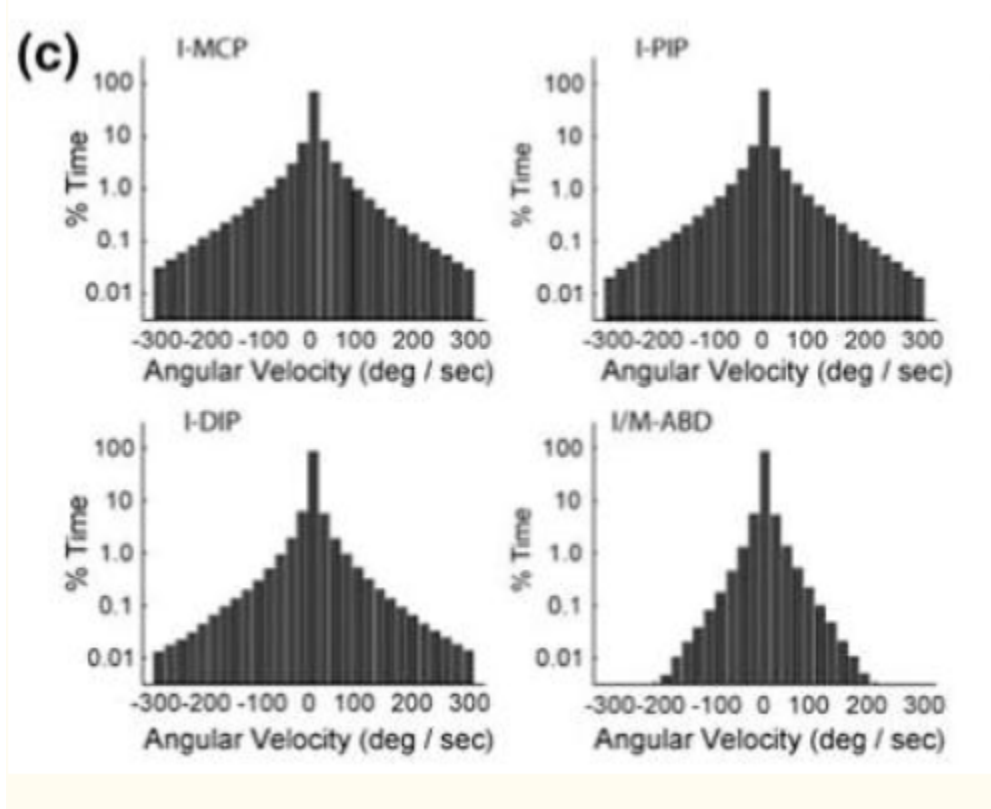 (c)
I-MCP
100
10
1.0
0.1
0.01
% Time
-300-200 -100 0 100 200 300
Angular Velocity (deg / sec)
I-PIP
100
10
1.0
0.1
0.01
% Time
-300-200 -100 0 100 200 300
Angular Velocity (deg / sec)
I-DIP
100
10
1.0
0.1
0.01
% Time
-300-200 -100 0 100 200 300
Angular Velocity (deg / sec)
I/M-ABD
100
10
1.0
0.1
0.01
% Time
-300-200 -100 0 100 200 300
Angular Velocity (deg / sec)